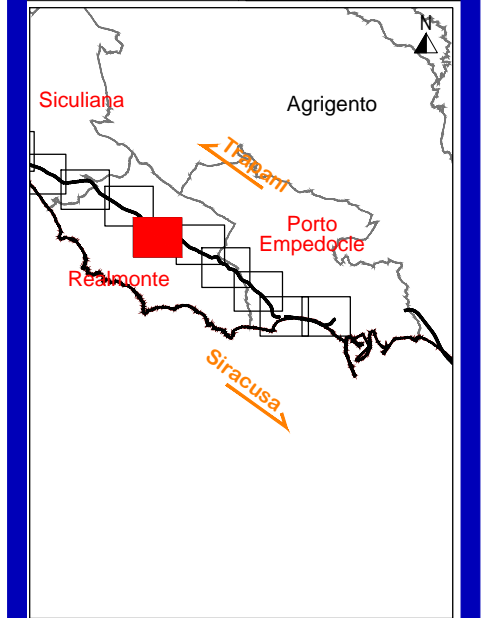 N
Siculiana
Agrigento
Trapani
Porto
Empedocle
Realmonte
Siracusa